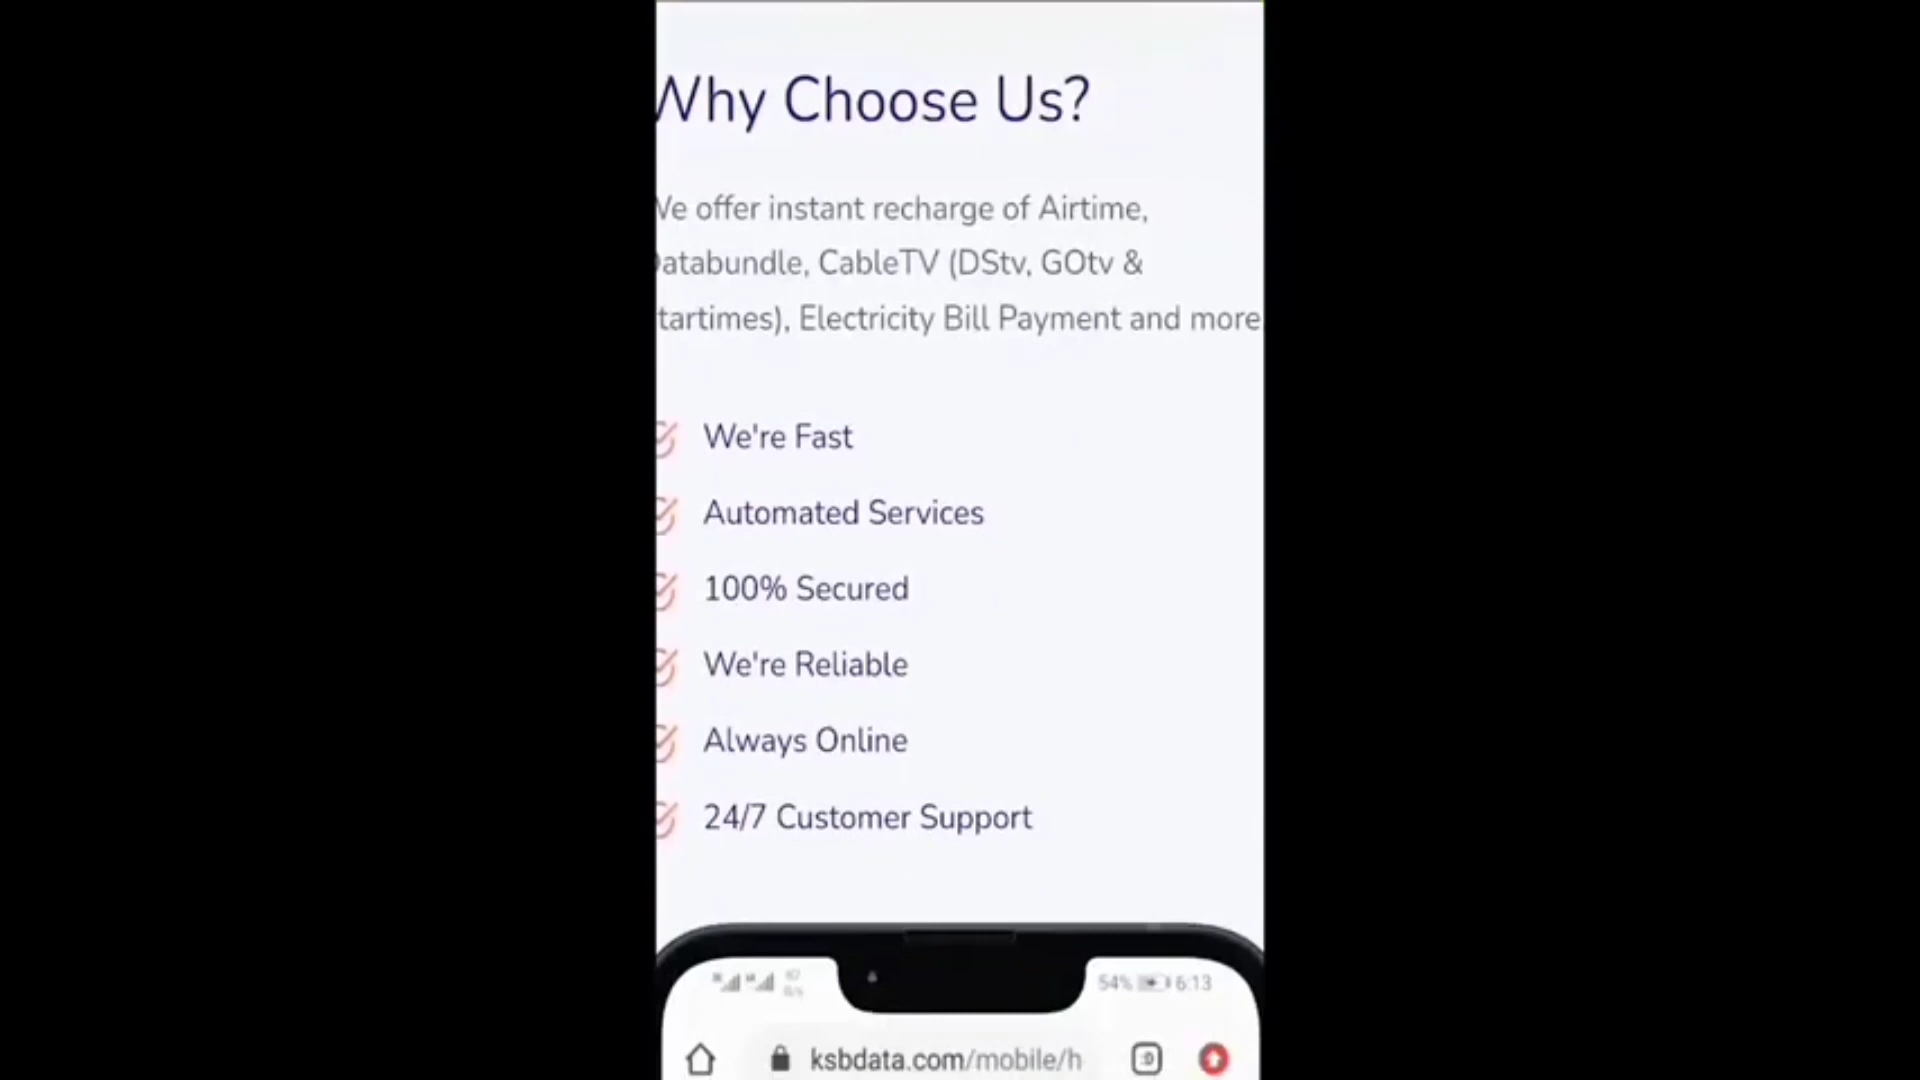 Why Choose Us?
We offer instant recharge of Airtime,
Databundle, CableTV (DStv, GOtv &
tartimes), Electricity Bill Payment and more.
We're Fast
Automated Services
100% Secured
We're Reliable
Always Online
24/7 Customer Support
54% 6:13
ksbdata.com/mobile/h